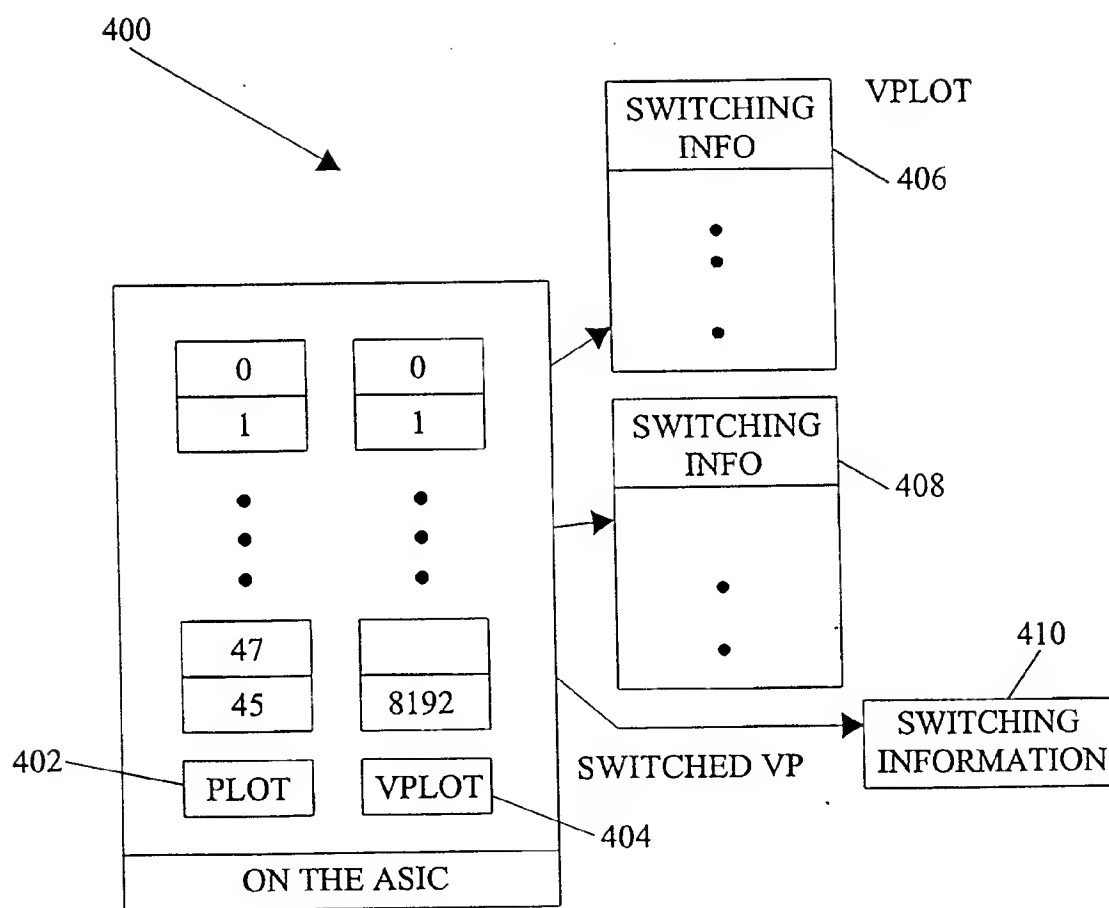 400
SWITCHING
INFO
VPLOT
406
0
0
1
1
SWITCHING
INFO
408
47
45
8192
410
SWITCHING
INFORMATION
SWITCHED VP
402
PLOT
VPLOT
404
ON THE ASIC